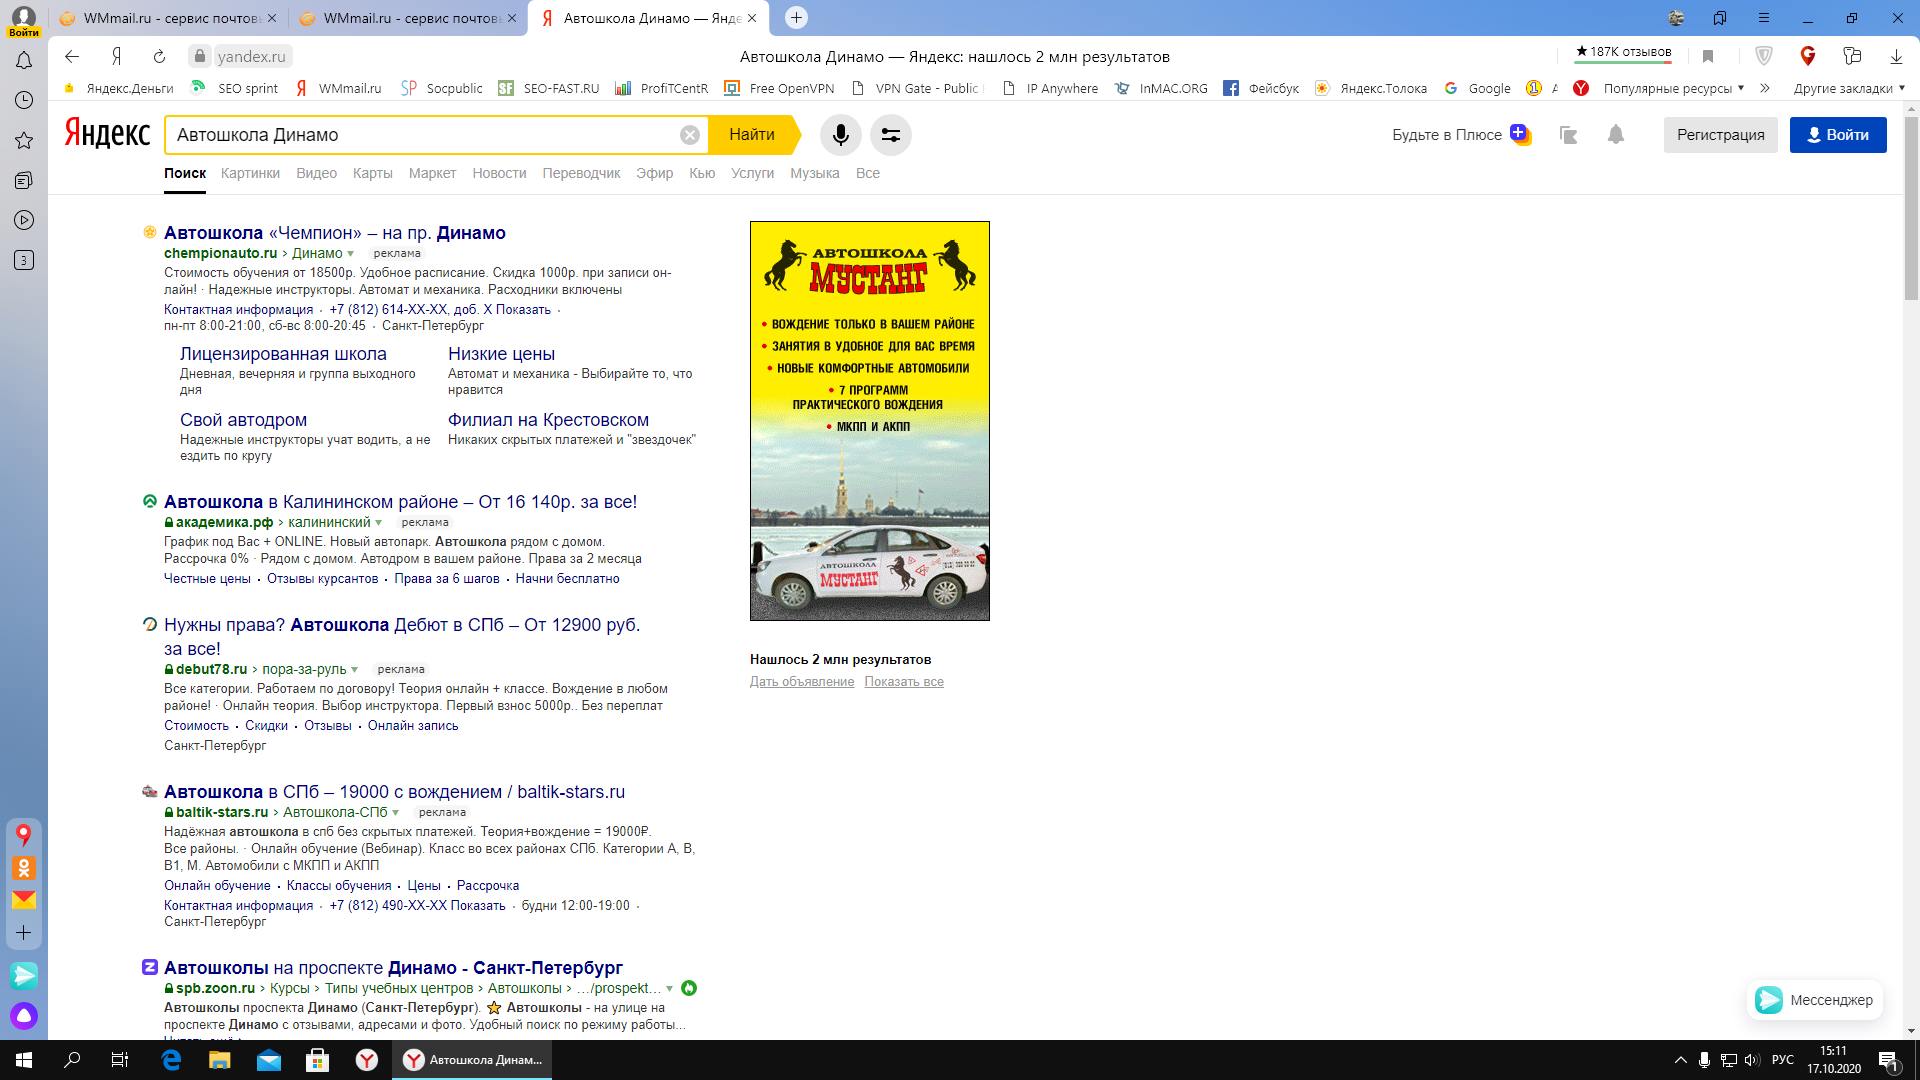 Войти
WMmail.ru - сервис почтовы
WMmail.ru - сервис почтовы
Автошкола Динамо — Янде
yandex.ru
Автошкола Динамо — Яндекс: нашлось 2 млн результатов
★187K отзывов
Яндекс.Деньги
SEO sprint
WMmail.ru
Socpublic
SEO-FAST.RU
ProfiTCentR
Free OpenVPN
VPN Gate - Public
IP Anywhere
InMAC.ORG
Фейсбук
Яндекс.Толока
Google
Популярные ресурсы
Другие закладки
3
Яндекс
Автошкола Динамо
Найти
Будьте в Плюсе
Регистрация
Войти
Поиск Картинки Видео Карты Маркет Новости Переводчик Эфир Кью Услуги Музыка Все
Автошкола «Чемпион» – на пр. Динамо
chempionauto.ru › Динамо реклама
Стоимость обучения от 18500р. Удобное расписание. Скидка 1000р. при записи он-
лайн! · Надежные инструкторы. Автомат и механика. Расходники включены
Контактная информация · +7 (812) 614-XX-XX, доб. X Показать ·
пн-пт 8:00-21:00, сб-вс 8:00-20:45 · Санкт-Петербург
Лицензированная школа
Дневная, вечерняя и группа выходного
дня
Низкие цены
Автомат и механика - Выбирайте то, что
нравится
Свой автодром
Надежные инструкторы учат водить, а не
ездить по кругу
Филиал на Крестовском
Никаких скрытых платежей и "звездочек"
Автошкола в Калининском районе – От 16 140р. за все!
академика.рф › калининский реклама
График под Вас + ONLINE. Новый автопарк. Автошкола рядом с домом.
Рассрочка 0% · Рядом с домом. Автодром в вашем районе. Права за 2 месяца
Честные цены · Отзывы курсантов · Права за 6 шагов · Начни бесплатно
Нужны права? Автошкола Дебют в СПб – От 12900 руб.
за все!
debut78.ru › пора-за-руль реклама
Все категории. Работаем по договору! Теория онлайн + классе. Вождение в любом
районе! · Онлайн теория. Выбор инструктора. Первый взнос 5000р.. Без переплат
Стоимость · Скидки · Отзывы · Онлайн запись
Санкт-Петербург
Автошкола в СПб – 19000 с вождением / baltik-stars.ru
baltik-stars.ru › Автошкола-СПб реклама
Надёжная автошкола в спб без скрытых платежей. Теория+вождение = 19000₽.
Все районы. · Онлайн обучение (Вебинар). Класс во всех районах СПб. Категории А, В,
В1, М. Автомобили с МКПП и АКПП
Онлайн обучение · Классы обучения · Цены · Рассрочка
Контактная информация · +7 (812) 490-XX-XX Показать · будни 12:00-19:00 ·
Санкт-Петербург
Автошколы на проспекте Динамо - Санкт-Петербург
spb.zoon.ru › Курсы › Типы учебных центров › Автошколы › …/prospekt…
Автошколы проспекта Динамо (Санкт-Петербург). ⭐ Автошколы - на улице на
проспекте Динамо с отзывами, адресами и фото. Удобный поиск по режиму работы...
АВТОШКОЛА
МУСТАНГ
• ВОЖДЕНИЕ ТОЛЬКО В ВАШЕМ РАЙОНЕ
• ЗАНЯТИЯ В УДОБНОЕ ДЛЯ ВАС ВРЕМЯ
• НОВЫЕ КОМФОРТНЫЕ АВТОМОБИЛИ
• 7 ПРОГРАММ
ПРАКТИЧЕСКОГО ВОЖДЕНИЯ
• МКПП И АКПП
АВТОШКОЛА
МУСТАНГ
Нашлось 2 млн результатов
Дать объявление Показать все
Мессенджер
Автошкола Динам...
РУС
15:11
17.10.2020
1